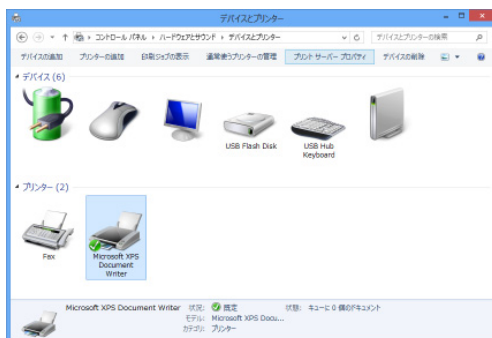 デバイスとプリンター
コントロール パネル ▸ ハードウェアとサウンド ▸ デバイスとプリンター
デバイスとプリンターの検索
デバイスの追加 プリンターの追加 印刷ジョブの表示 通常使うプリンターの管理 プリント サーバー プロパティ デバイスの削除
デバイス (6)
USB Flash Disk
USB Hub
Keyboard
プリンター (2)
Fax
Microsoft XPS
Document
Writer
Microsoft XPS Document Writer 状況: 既定 状態: キューに 0 個のドキュメント
モデル: Microsoft XPS Docu...
カテゴリ: プリンター